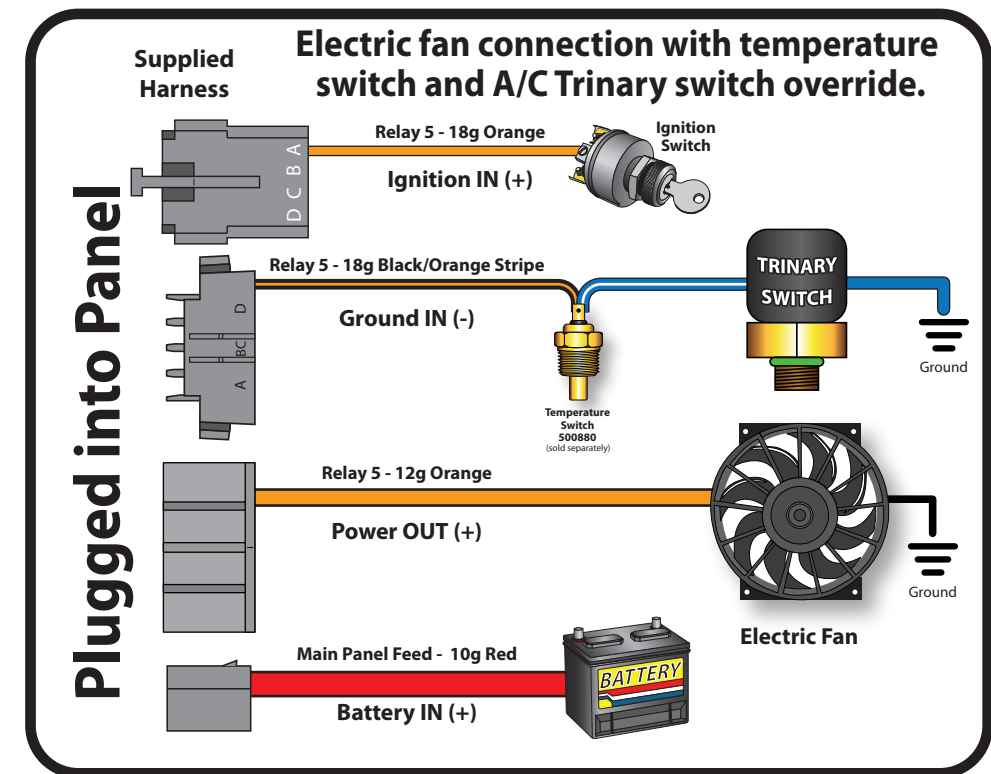 Supplied
Harness
Electric fan connection with temperature
switch and A/C Trinary switch override.
Plugged into Panel
D C B A
Relay 5 - 18g Orange
Ignition IN (+)
Ignition
Switch
D
BC
A
Relay 5 - 18g Black/Orange Stripe
Ground IN (-)
Temperature
Switch
500880
(sold separately)
TRINARY
SWITCH
Ground
Relay 5 - 12g Orange
Power OUT (+)
Ground
Electric Fan
Main Panel Feed - 10g Red
Battery IN (+)
BATTERY